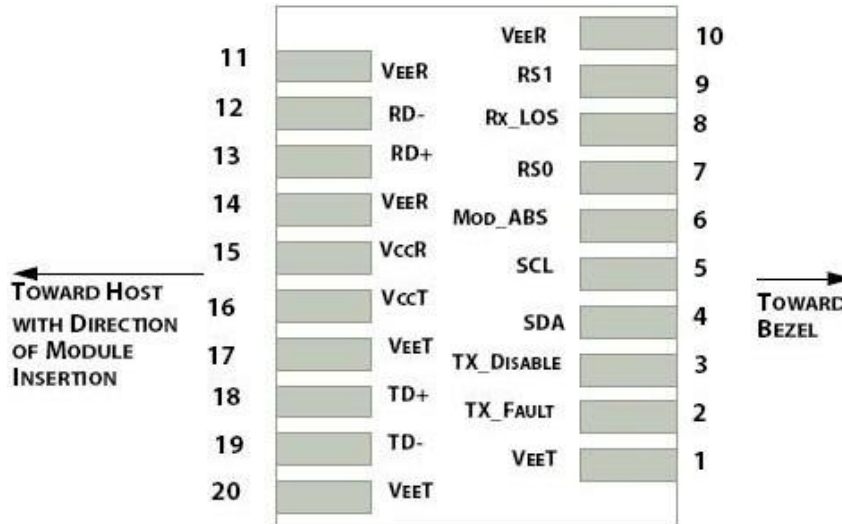 VEER 10
11 VEER
RS1 9
12 RD-
RX_LOS 8
13 RD+
RS0 7
14 VEER
MOD_ABS 6
15 VCCR
SCL 5
16 VCCT
SDA 4
17 VEET
TX_DISABLE 3
18 TD+
TX_FAULT 2
19 TD-
VEET 1
20 VEET
TOWARD HOST
WITH DIRECTION
OF MODULE
INSERTION
TOWARD
BEZEL